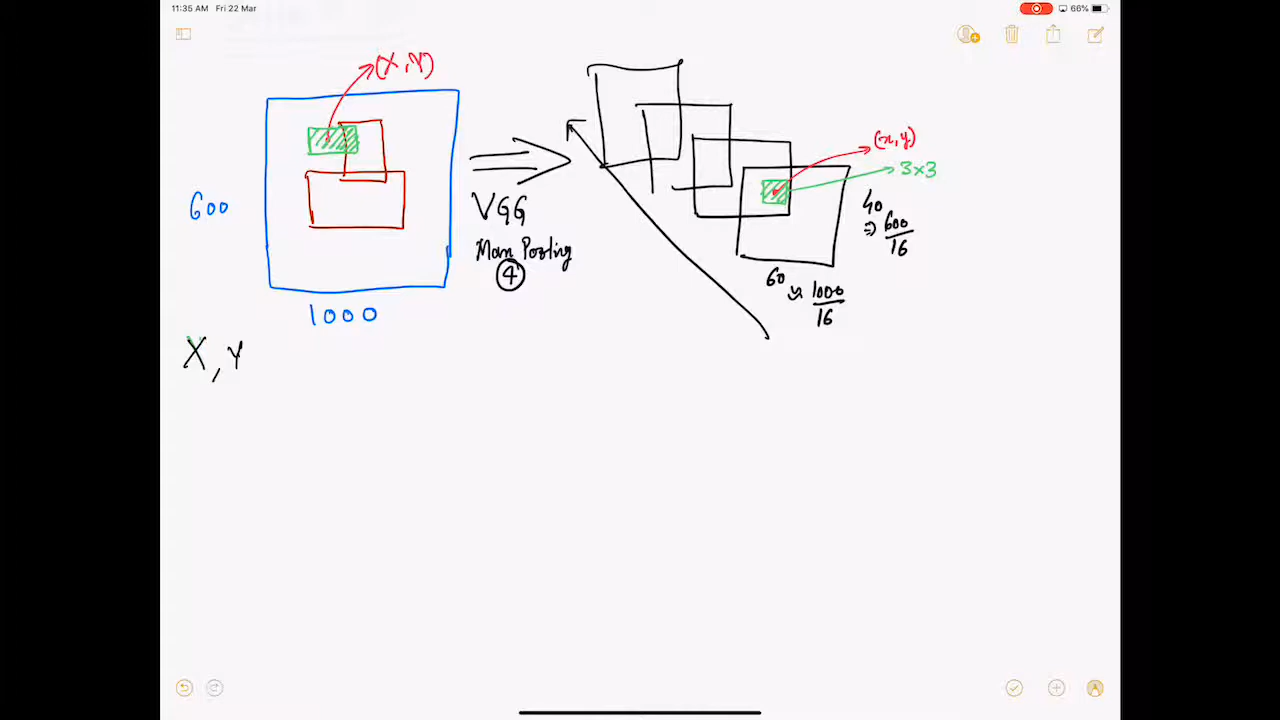 11:35 AM Fri 22 Mar
66%
(X, Y)
600
1000
VGG
Max Pooling
4
(x, y)
3×3
40
⇒ 600/16
60 ≈ 1000/16
X, Y